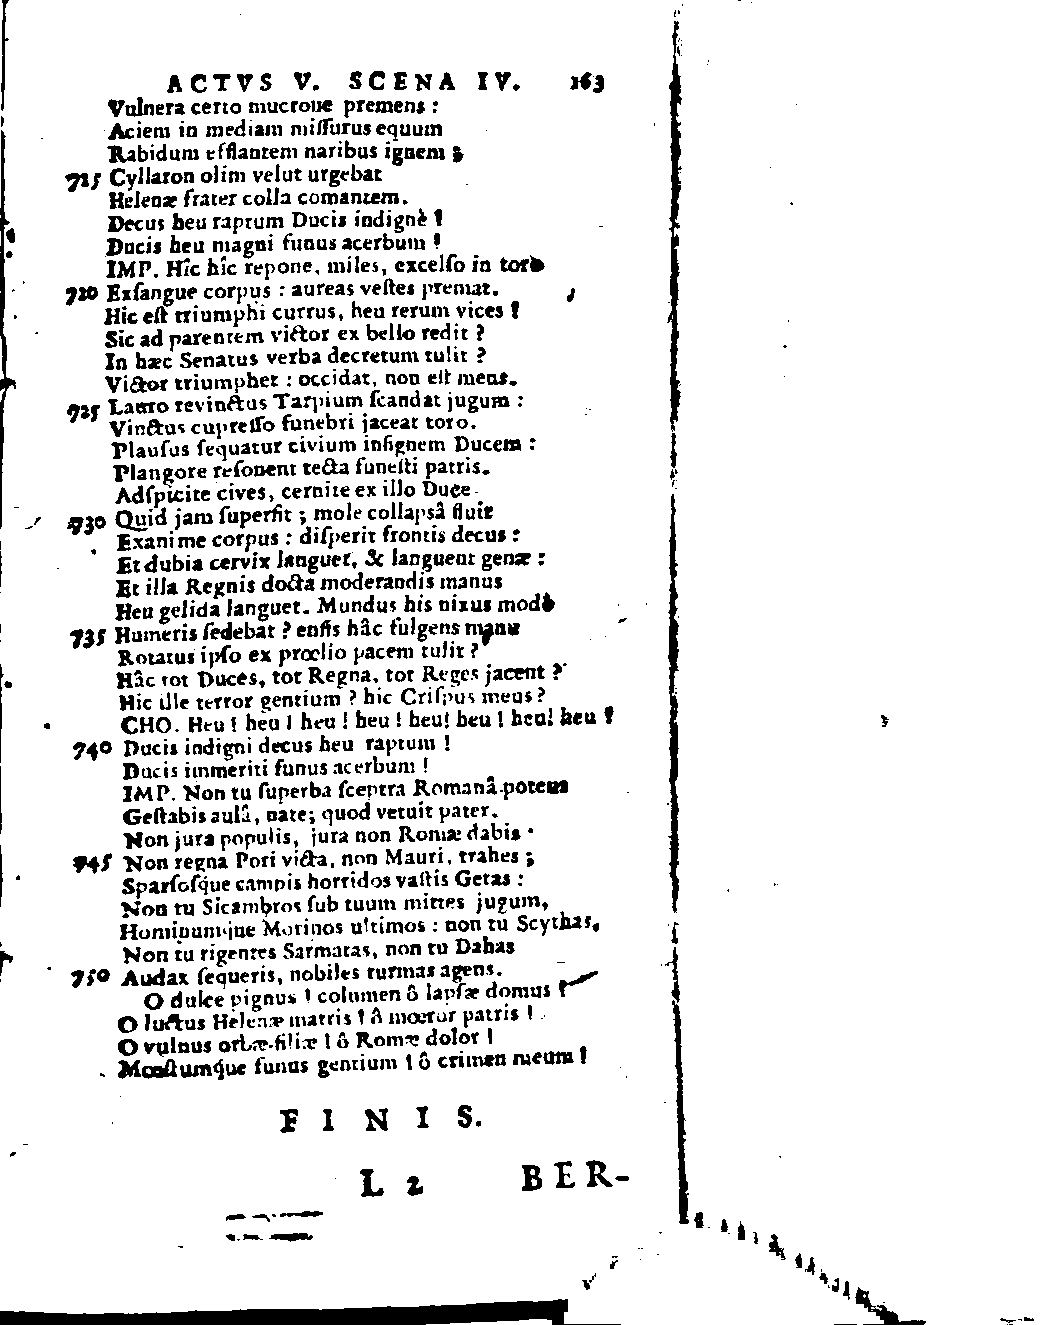 ACTVS V. SCENA IV. 163
Vulnera certo mucrone premens :
Aciem in mediam miſſurus equum
Rabidum efflantem naribus ignem ;
715 Cyllaron olim velut urgebat
Helenæ frater colla comantem.
Decus heu raptum Ducis indignè !
Ducis heu magni funus acerbum !
IMP. Hîc hîc repone, miles, excelſo in toro
720 Exſangue corpus : aureas veſtes premat.
Hic eſt triumphi currus, heu rerum vices !
Sic ad parentem victor ex bello redit ?
In hæc Senatus verba decretum tulit ?
Victor triumphet : occidat, non eſt meus.
725 Lauro revinctus Tarpium ſcandat jugum :
Vinctus cupreſſo funebri jaceat toro.
Plauſus ſequatur civium inſignem Ducem :
Plangore reſonent tecta funeſti patris.
Adſpicite cives, cernite ex illo Duce
730 Quid jam ſuperſit ; mole collapsâ fluit
Exanime corpus : diſperit frontis decus :
Et dubia cervix languet, & languent genæ :
Et illa Regnis docta moderandis manus
Heu gelida languet. Mundus his nixus modò
735 Humeris ſedebat ? enſis hâc fulgens manu
Rotatus ipſo ex prœlio pacem tulit ?
Hâc tot Duces, tot Regna, tot Reges jacent ?
Hic ille terror gentium ? hic Criſpus meus ?
CHO. Heu ! heu ! heu ! heu ! heu! heu ! heu! heu !
740 Ducis indigni decus heu raptum !
Ducis immeriti funus acerbum !
IMP. Non tu ſuperba ſceptra Romanâ potens
Geſtabis aulâ, nate; quod vetuit pater.
Non jura populis, jura non Romæ dabis :
745 Non regna Pori victa, non Mauri, trahes ;
Sparſoſq́ue campis horridos vaſtis Getas :
Non tu Sicambros ſub tuum mittes jugum,
Hominumque Morinos ultimos : non tu Scythas,
Non tu rigentes Sarmatas, non tu Dahas
750 Audax ſequeris, nobiles turmas agens.
O dulce pignus ! columen ô lapſæ domus !
O luctus Helenæ matris ! ô mœror patris !
O vulnus orbæ filiæ ! ô Romæ dolor !
Mœſtumq́ue funus gentium ! ô crimen meum !
FINIS.
L 2 BER-